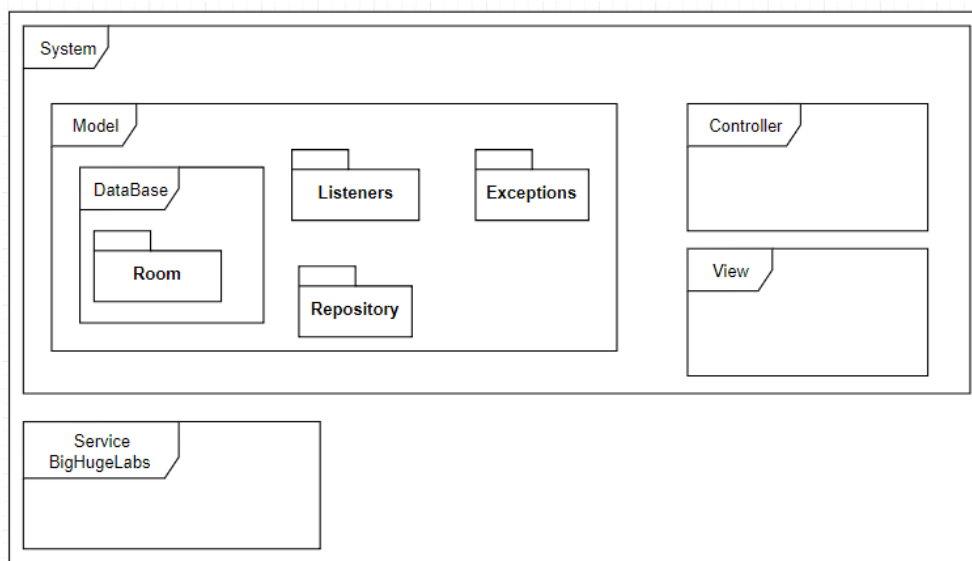 System
Model
Controller
DataBase
Listeners
Exceptions
Room
Repository
View
Service
BigHugeLabs